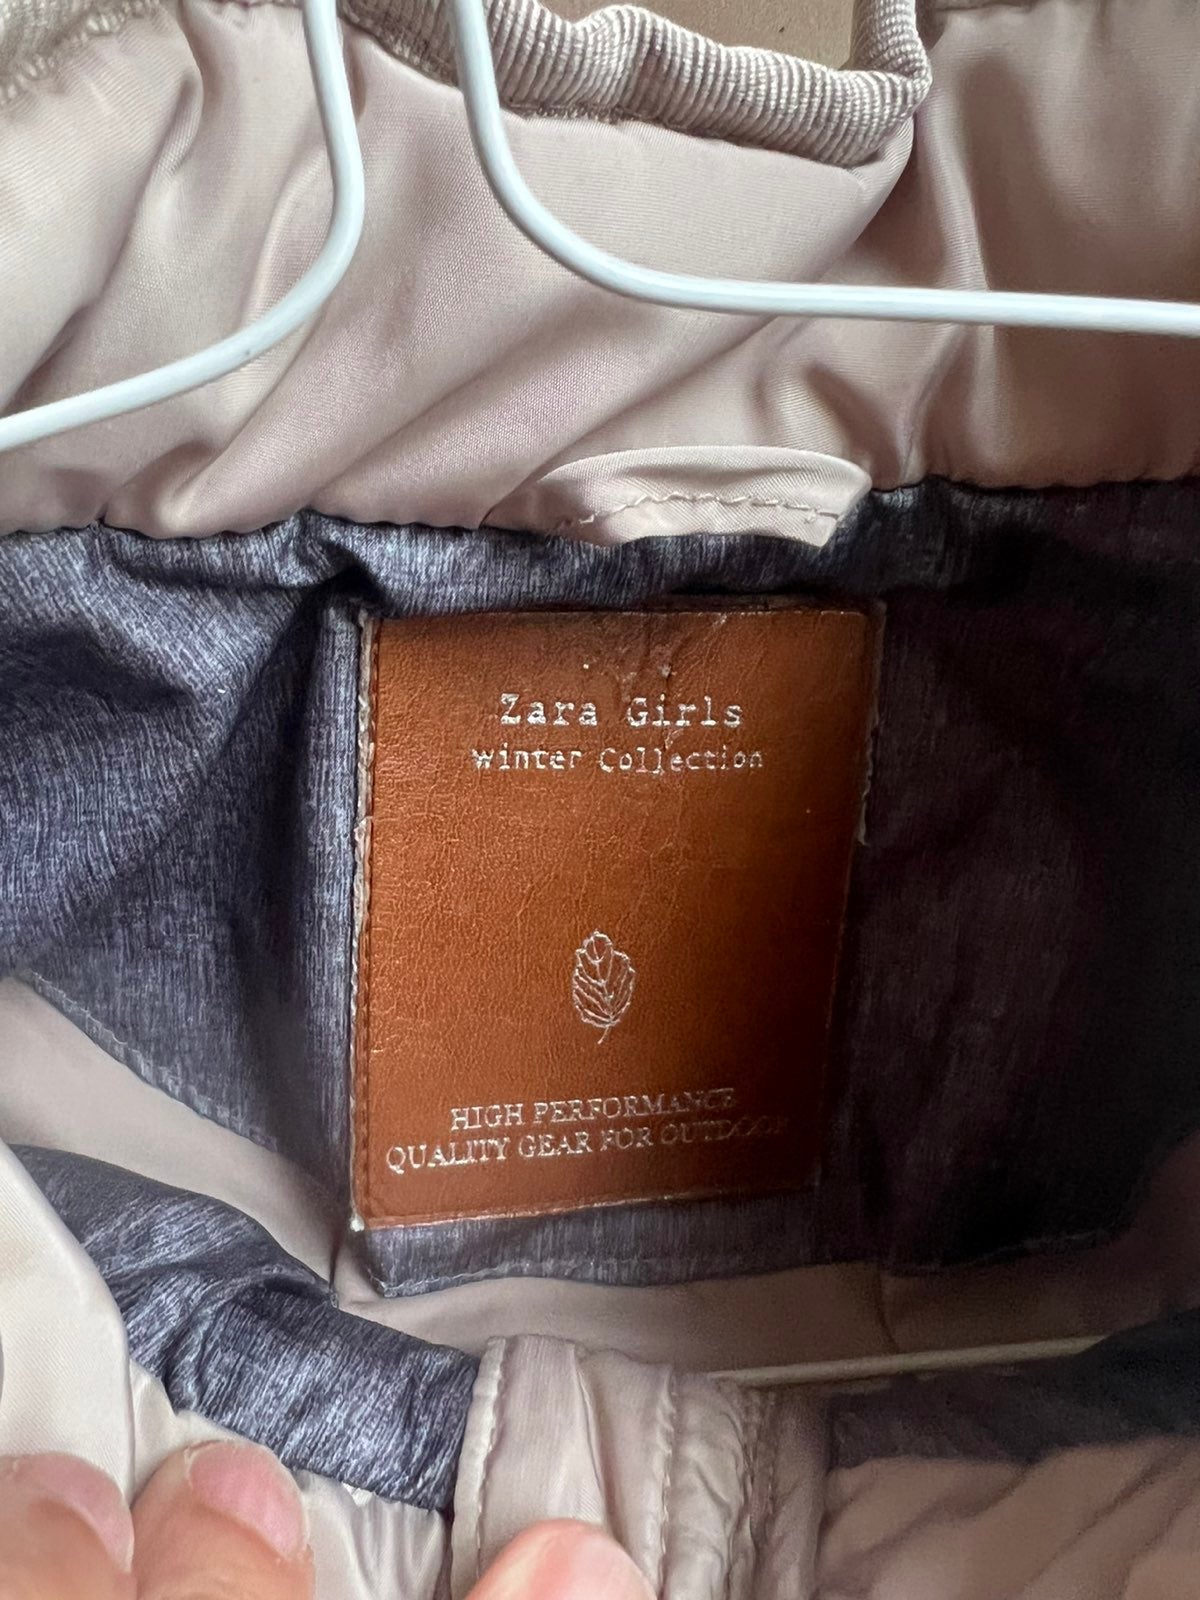 Zara Girls
Winter Collection
HIGH PERFORMANCE
QUALITY GEAR FOR OUTDOOR